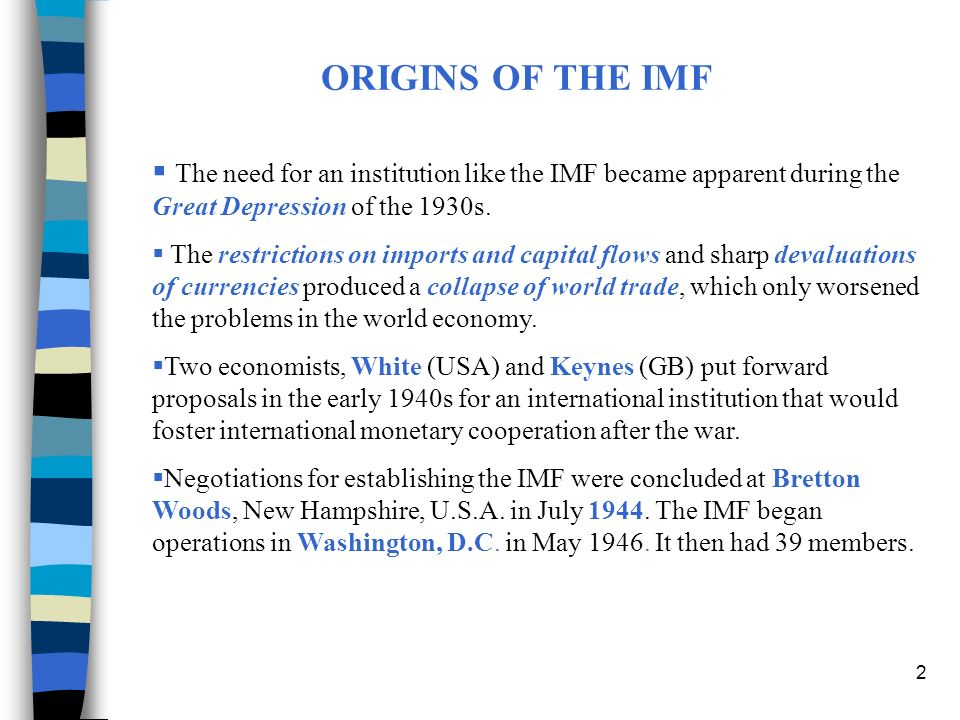 ORIGINS OF THE IMF
▪ The need for an institution like the IMF became apparent during the
Great Depression of the 1930s.
▪ The restrictions on imports and capital flows and sharp devaluations
of currencies produced a collapse of world trade, which only worsened
the problems in the world economy.
▪Two economists, White (USA) and Keynes (GB) put forward
proposals in the early 1940s for an international institution that would
foster international monetary cooperation after the war.
▪Negotiations for establishing the IMF were concluded at Bretton
Woods, New Hampshire, U.S.A. in July 1944. The IMF began
operations in Washington, D.C. in May 1946. It then had 39 members.
2